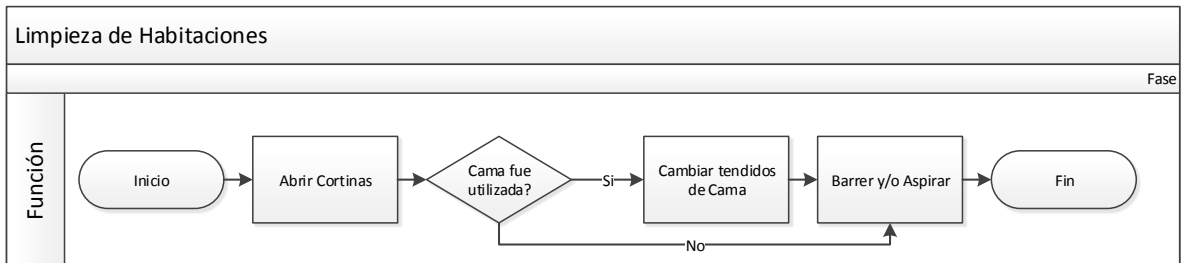 Limpieza de Habitaciones
Fase
Función
Inicio
Abrir Cortinas
Cama fue
utilizada?
Si
Cambiar tendidos
de Cama
Barrer y/o Aspirar
Fin
No